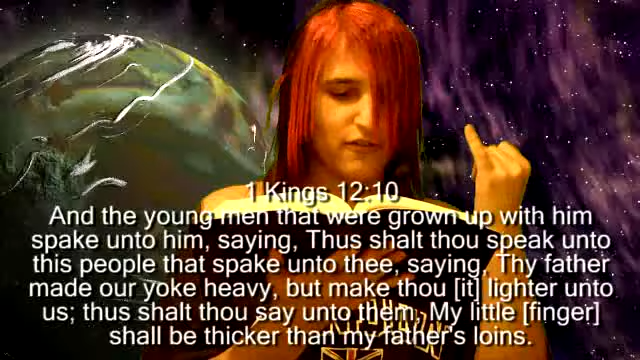 1 Kings 12:10
And the young men that were grown up with him
spake unto him, saying, Thus shalt thou speak unto
this people that spake unto thee, saying, Thy father
made our yoke heavy, but make thou [it] lighter unto
us; thus shalt thou say unto them, My little [finger]
shall be thicker than my father's loins.